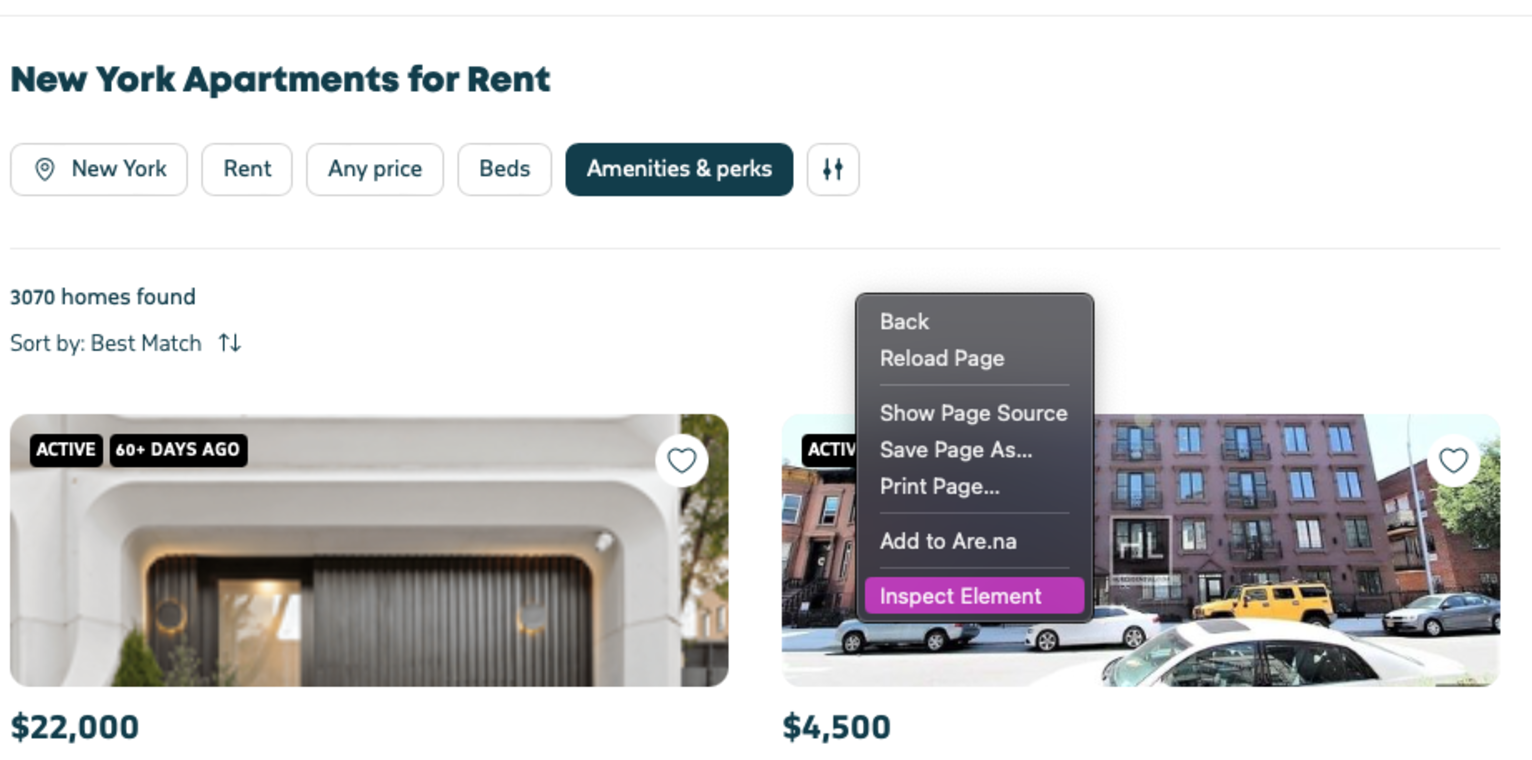 New York Apartments for Rent
New York Rent Any price Beds Amenities & perks
3070 homes found
Sort by: Best Match
Back
Reload Page
Show Page Source
Save Page As...
Print Page...
Add to Are.na
Inspect Element
ACTIVE 60+ DAYS AGO
ACTIV
$22,000 $4,500